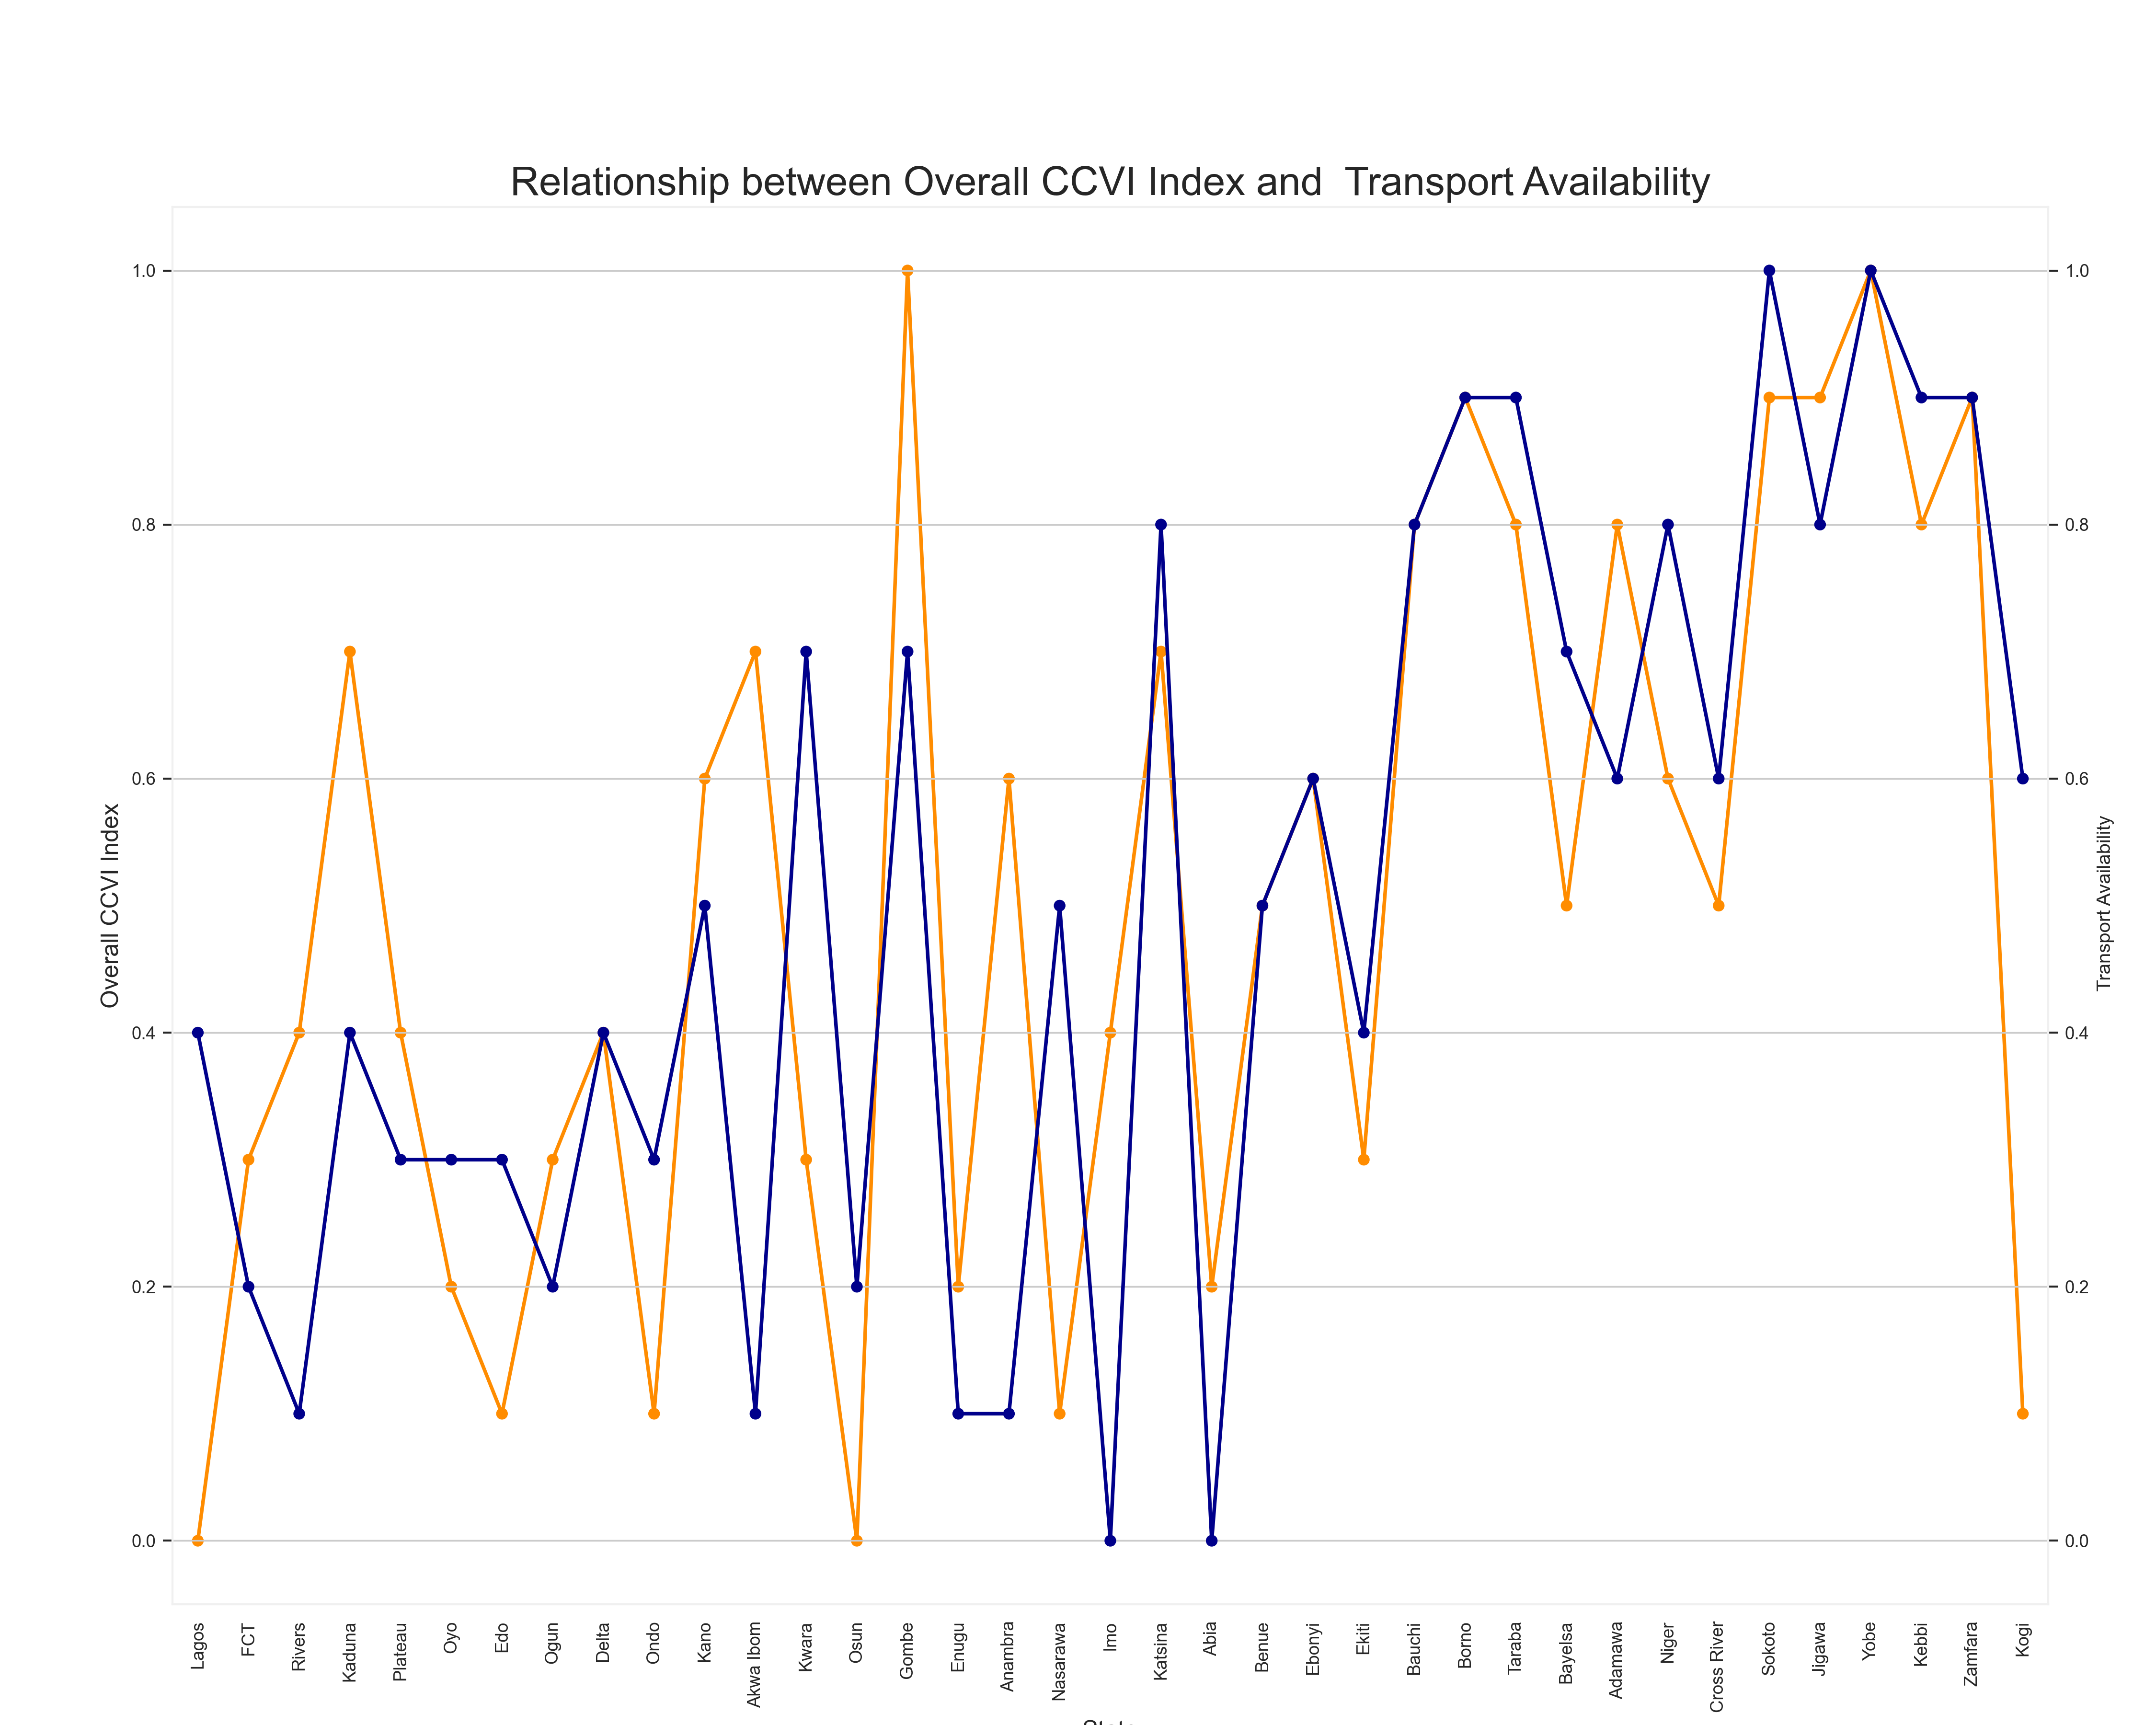 Relationship between Overall CCVI Index and  Transport Availability
1.0
0.8
0.6
0.4
0.2
0.0
Overall CCVI Index
1.0
0.8
0.6
0.4
0.2
0.0
Transport Availability
Lagos
FCT
Rivers
Kaduna
Plateau
Oyo
Edo
Ogun
Delta
Ondo
Kano
Akwa Ibom
Kwara
Osun
Gombe
Enugu
Anambra
Nasarawa
Imo
Katsina
Abia
Benue
Ebonyi
Ekiti
Bauchi
Borno
Taraba
Bayelsa
Adamawa
Niger
Cross River
Sokoto
Jigawa
Yobe
Kebbi
Zamfara
Kogi